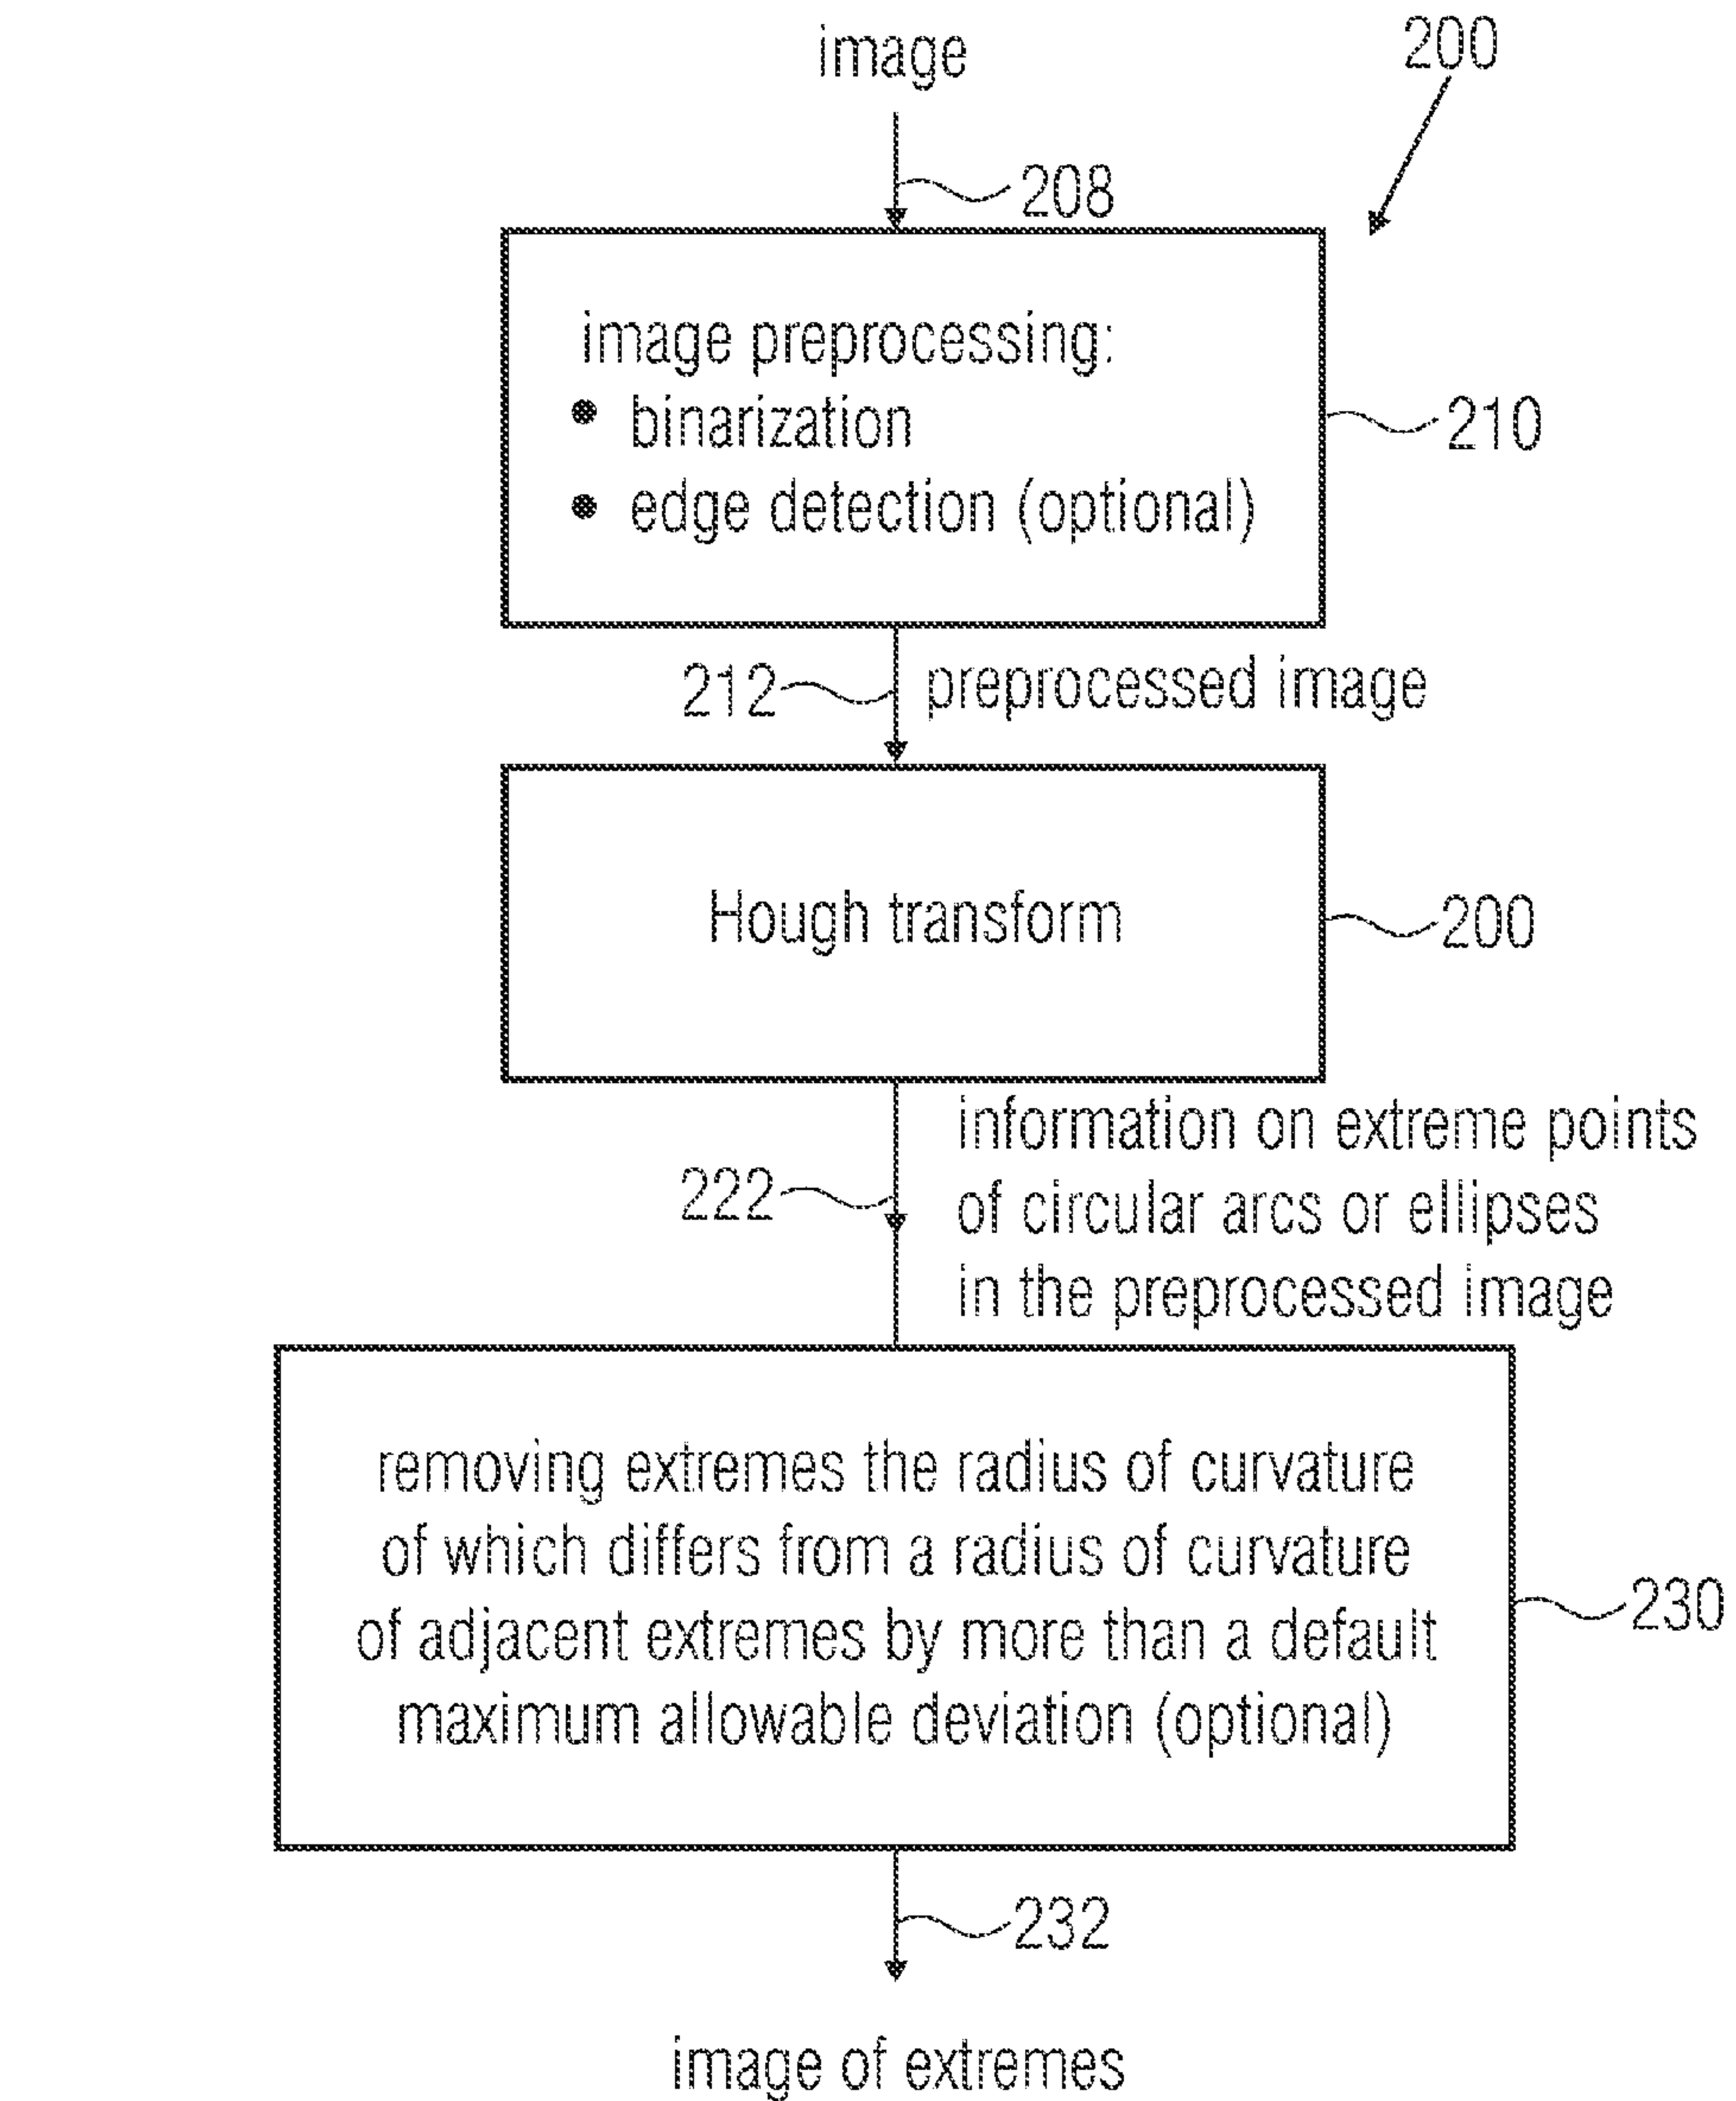 image
200
208
image preprocessing:
• binarization
• edge detection (optional)
210
212
preprocessed image
Hough transform
200
information on extreme points
of circular arcs or ellipses
in the preprocessed image
222
removing extremes the radius of curvature
of which differs from a radius of curvature
of adjacent extremes by more than a default
maximum allowable deviation (optional)
230
232
image of extremes